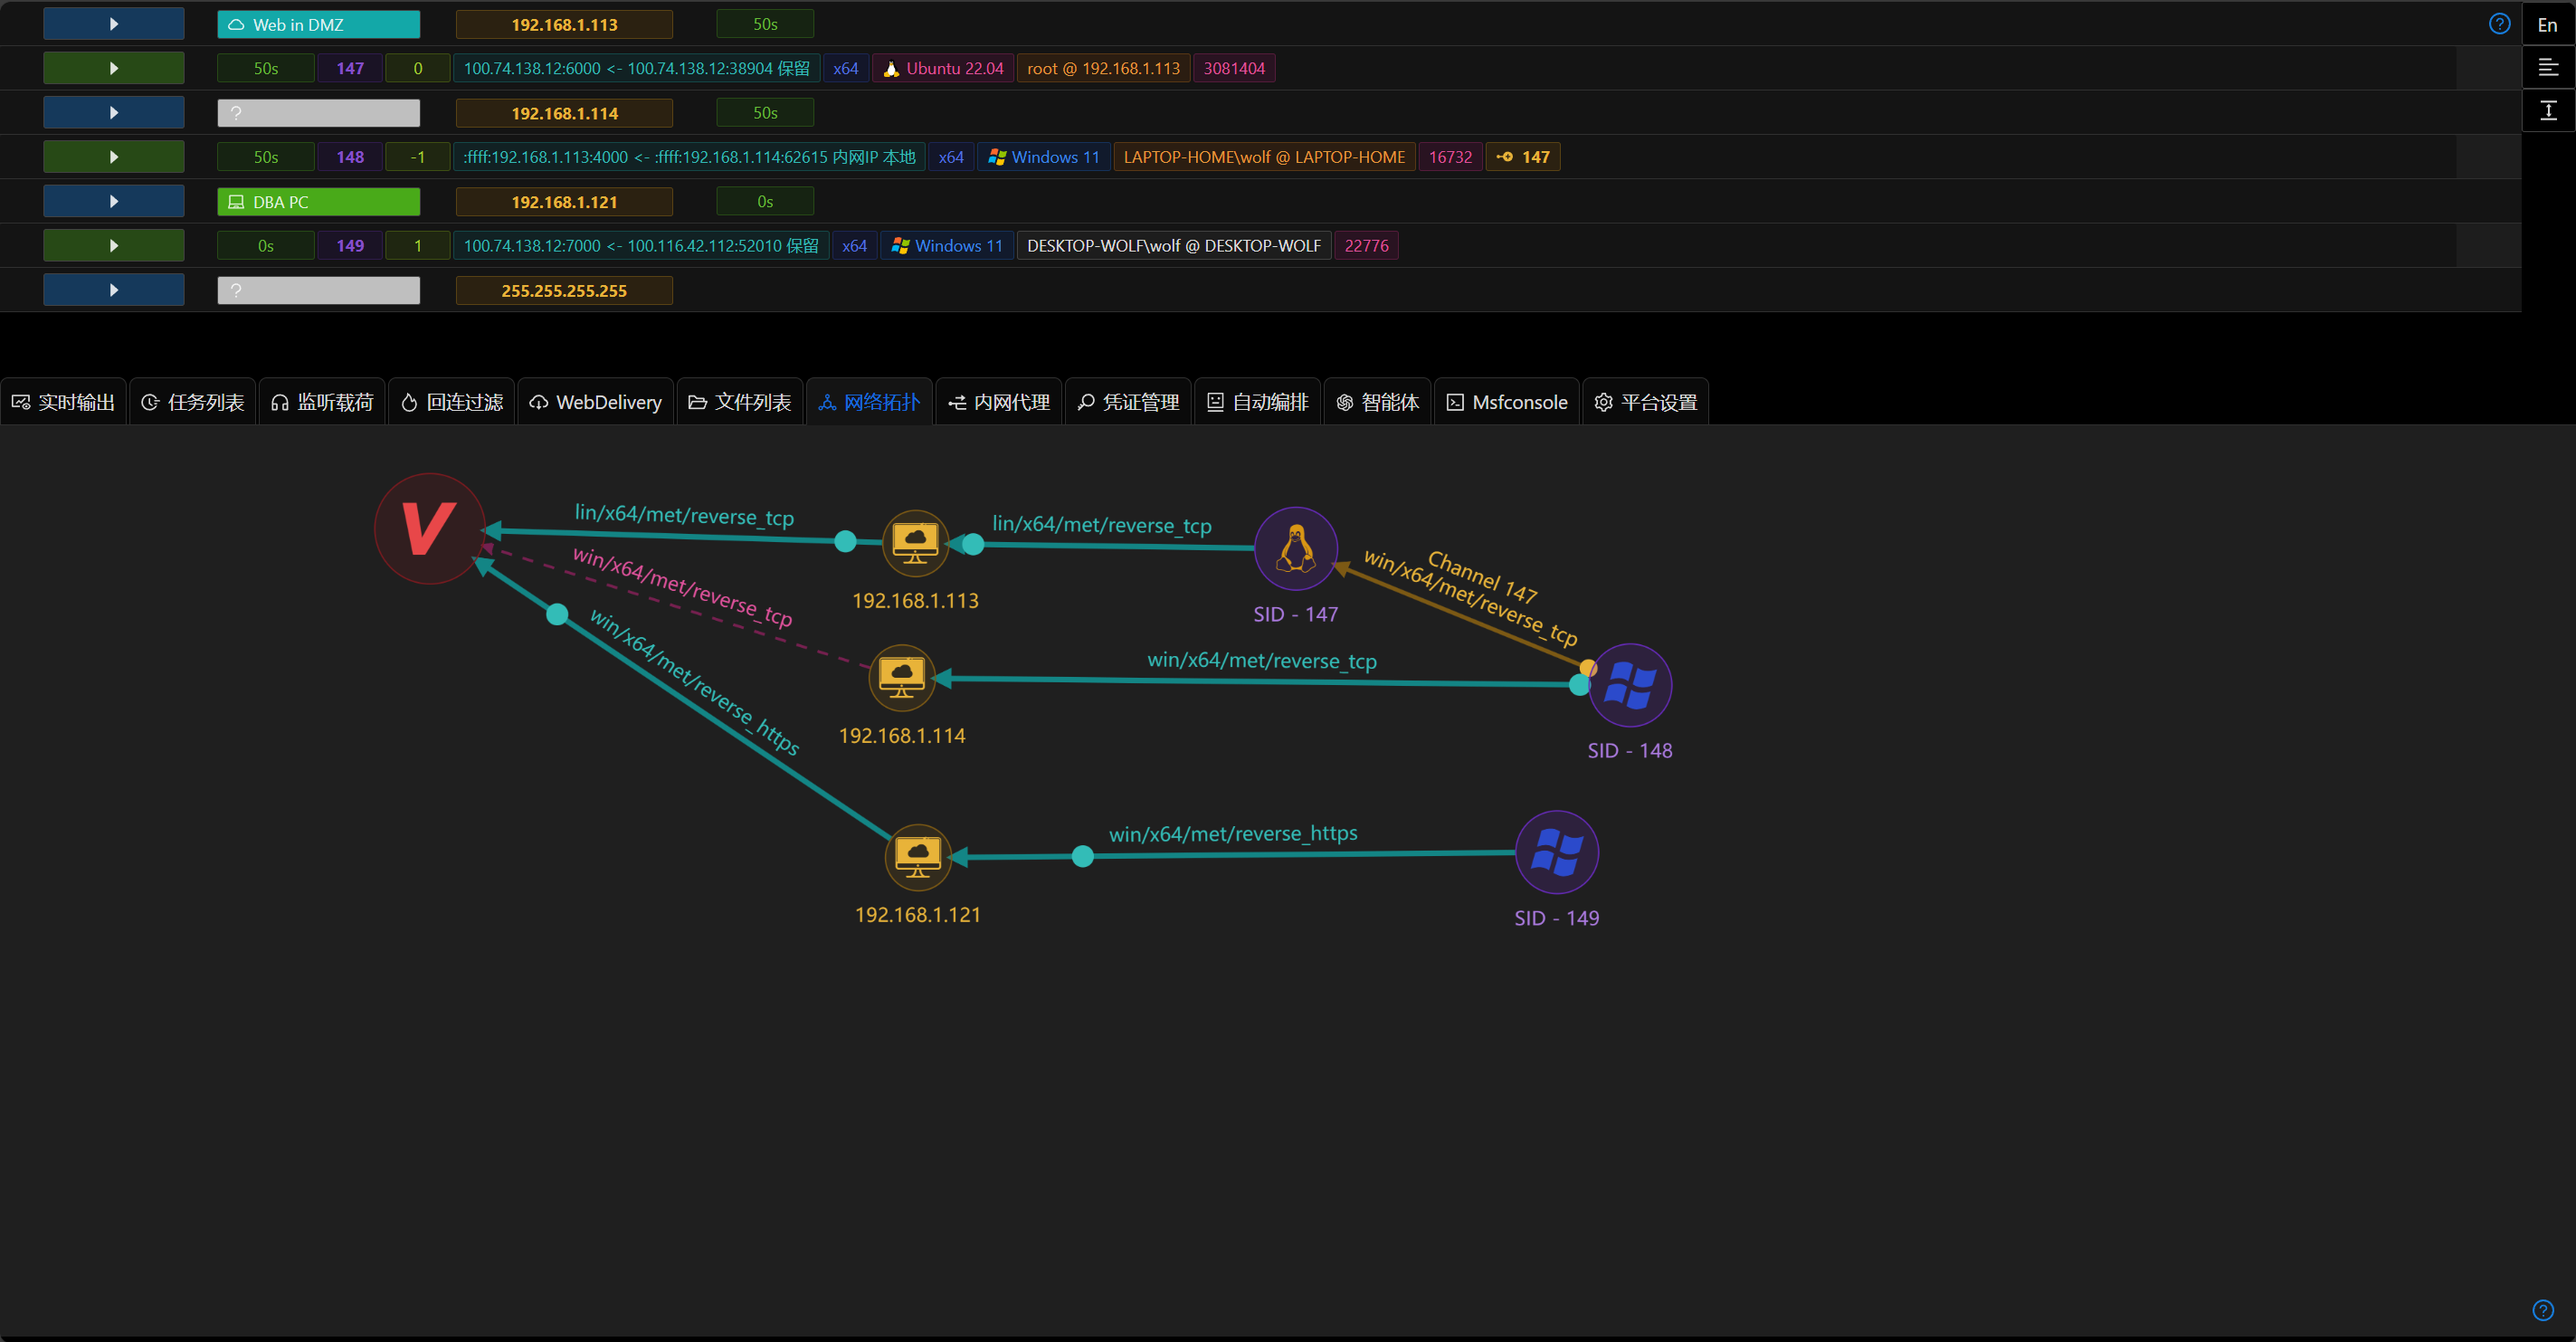 Web in DMZ 192.168.1.113 50s En
50s 147 0 100.74.138.12:6000 <- 100.74.138.12:38904 保留 x64 Ubuntu 22.04 root @ 192.168.1.113 3081404
? 192.168.1.114 50s
50s 148 -1 :ffff:192.168.1.113:4000 <- :ffff:192.168.1.114:62615 内网IP 本地 x64 Windows 11 LAPTOP-HOME\wolf @ LAPTOP-HOME 16732 147
DBA PC 192.168.1.121 0s
0s 149 1 100.74.138.12:7000 <- 100.116.42.112:52010 保留 x64 Windows 11 DESKTOP-WOLF\wolf @ DESKTOP-WOLF 22776
? 255.255.255.255
实时输出 任务列表 监听载荷 回连过滤 WebDelivery 文件列表 网络拓扑 内网代理 凭证管理 自动编排 智能体 Msfconsole 平台设置
V
lin/x64/met/reverse_tcp
lin/x64/met/reverse_tcp
192.168.1.113
SID - 147
Channel 147
win/x64/met/reverse_tcp
win/x64/met/reverse_tcp
win/x64/met/reverse_tcp
192.168.1.114
SID - 148
win/x64/met/reverse_https
win/x64/met/reverse_https
192.168.1.121
SID - 149